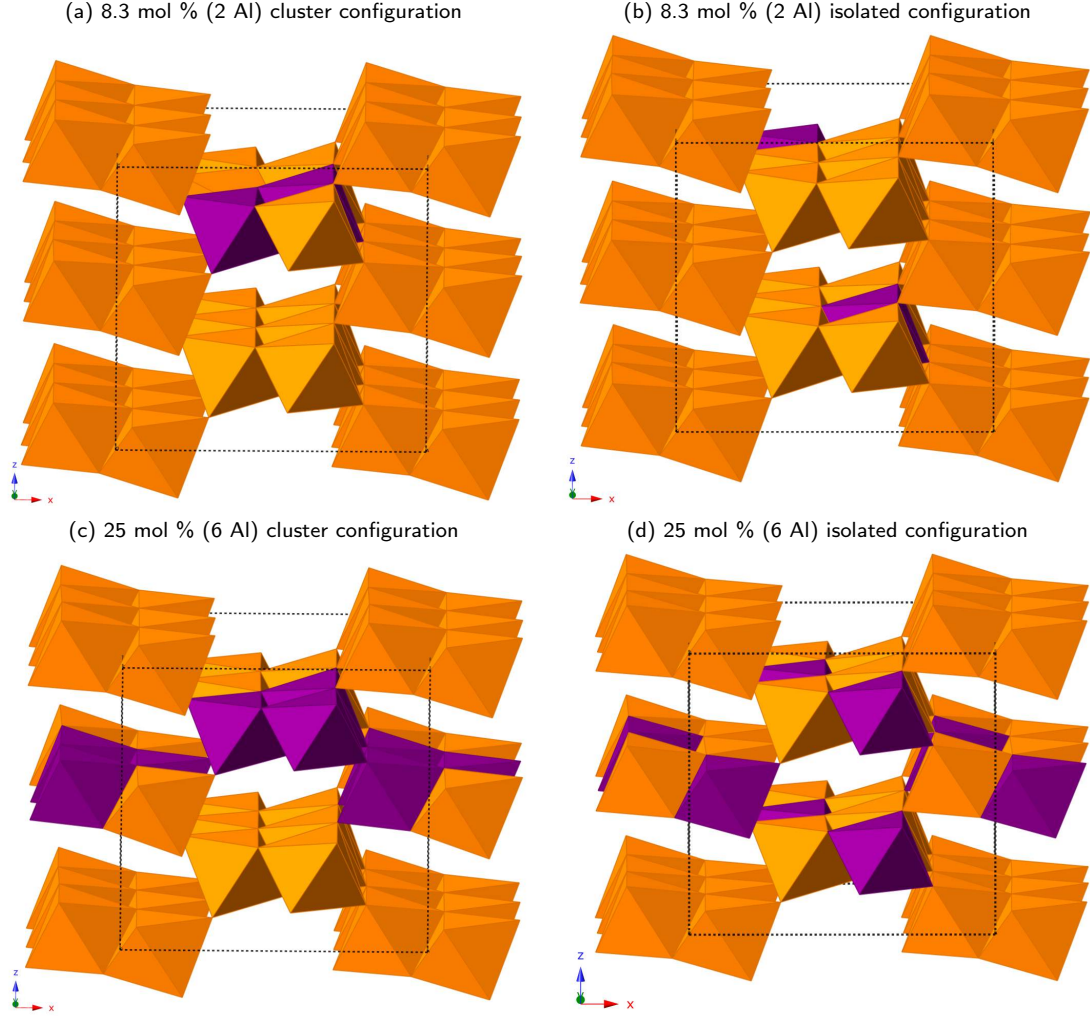 (a) 8.3 mol % (2 Al) cluster configuration
(b) 8.3 mol % (2 Al) isolated configuration
z
x
z
x
(c) 25 mol % (6 Al) cluster configuration
(d) 25 mol % (6 Al) isolated configuration
z
x
z
x